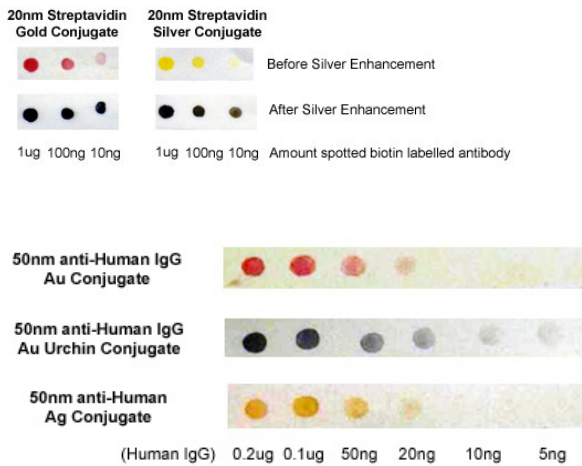 20nm Streptavidin
Gold Conjugate
20nm Streptavidin
Silver Conjugate
Before Silver Enhancement
After Silver Enhancement
1ug 100ng 10ng
1ug 100ng 10ng
Amount spotted biotin labelled antibody
50nm anti-Human IgG
Au Conjugate
50nm anti-Human IgG
Au Urchin Conjugate
50nm anti-Human
Ag Conjugate
(Human IgG) 0.2ug 0.1ug 50ng 20ng 10ng 5ng